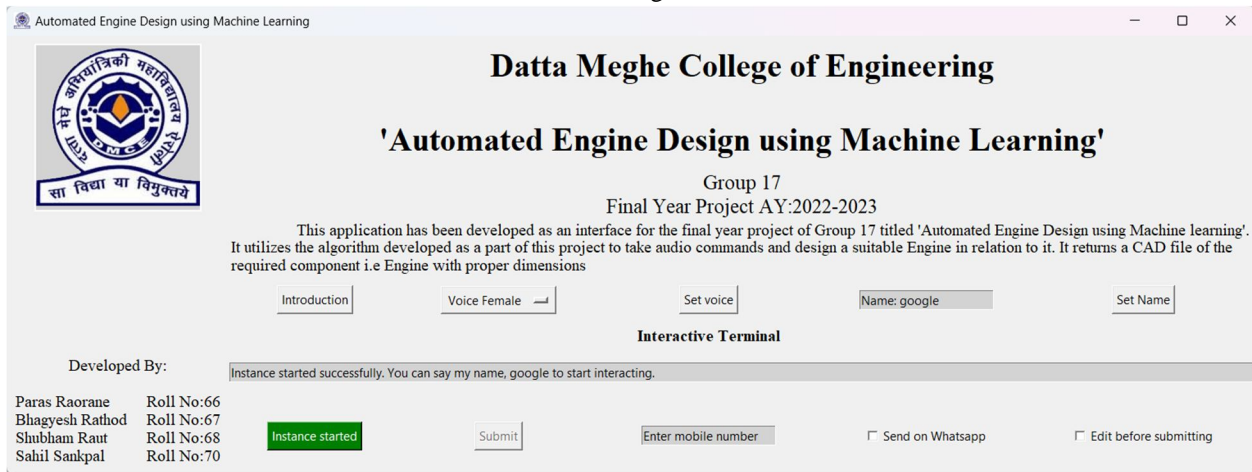 Automated Engine Design using Machine Learning
दत्ता मेघे अभियांत्रिकी महाविद्यालय ऐरोली
DMCE
सा विद्या या विमुक्तये
Datta Meghe College of Engineering
'Automated Engine Design using Machine Learning'
Group 17
Final Year Project AY:2022-2023
This application has been developed as an interface for the final year project of Group 17 titled 'Automated Engine Design using Machine learning'.
It utilizes the algorithm developed as a part of this project to take audio commands and design a suitable Engine in relation to it. It returns a CAD file of the
required component i.e Engine with proper dimensions
Introduction Voice Female Set voice Name: google Set Name
Interactive Terminal
Developed By:
Instance started successfully. You can say my name, google to start interacting.
Paras Raorane Roll No:66
Bhagyesh Rathod Roll No:67
Shubham Raut Roll No:68
Sahil Sankpal Roll No:70
Instance started Submit Enter mobile number Send on Whatsapp Edit before submitting